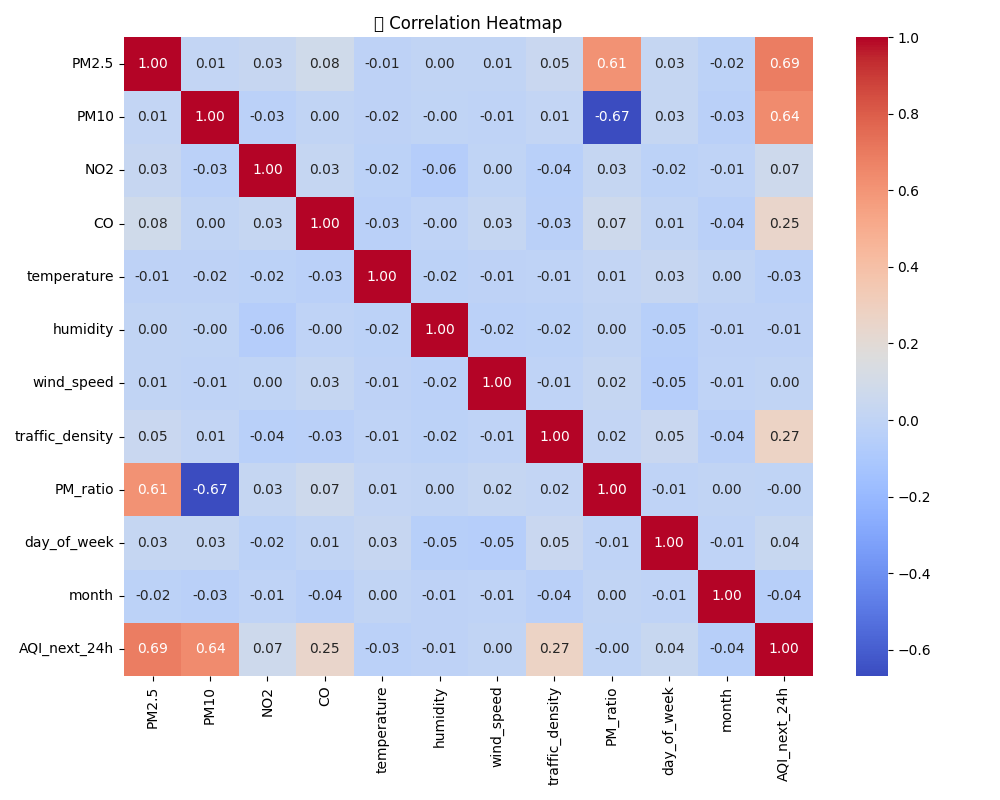 Correlation Heatmap
PM2.5 1.00 0.01 0.03 0.08 -0.01 0.00 0.01 0.05 0.61 0.03 -0.02 0.69
PM10 0.01 1.00 -0.03 0.00 -0.02 -0.00 -0.01 0.01 -0.67 0.03 -0.03 0.64
NO2 0.03 -0.03 1.00 0.03 -0.02 -0.06 0.00 -0.04 0.03 -0.02 -0.01 0.07
CO 0.08 0.00 0.03 1.00 -0.03 -0.00 0.03 -0.03 0.07 0.01 -0.04 0.25
temperature -0.01 -0.02 -0.02 -0.03 1.00 -0.02 -0.01 -0.01 0.01 0.03 0.00 -0.03
humidity 0.00 -0.00 -0.06 -0.00 -0.02 1.00 -0.02 -0.02 0.00 -0.05 -0.01 -0.01
wind_speed 0.01 -0.01 0.00 0.03 -0.01 -0.02 1.00 -0.01 0.02 -0.05 -0.01 0.00
traffic_density 0.05 0.01 -0.04 -0.03 -0.01 -0.02 -0.01 1.00 0.02 0.05 -0.04 0.27
PM_ratio 0.61 -0.67 0.03 0.07 0.01 0.00 0.02 0.02 1.00 -0.01 0.00 -0.00
day_of_week 0.03 0.03 -0.02 0.01 0.03 -0.05 -0.05 0.05 -0.01 1.00 -0.01 0.04
month -0.02 -0.03 -0.01 -0.04 0.00 -0.01 -0.01 -0.04 0.00 -0.01 1.00 -0.04
AQI_next_24h 0.69 0.64 0.07 0.25 -0.03 -0.01 0.00 0.27 -0.00 0.04 -0.04 1.00
PM2.5 PM10 NO2 CO temperature humidity wind_speed traffic_density PM_ratio day_of_week month AQI_next_24h
1.0
0.8
0.6
0.4
0.2
0.0
−0.2
−0.4
−0.6